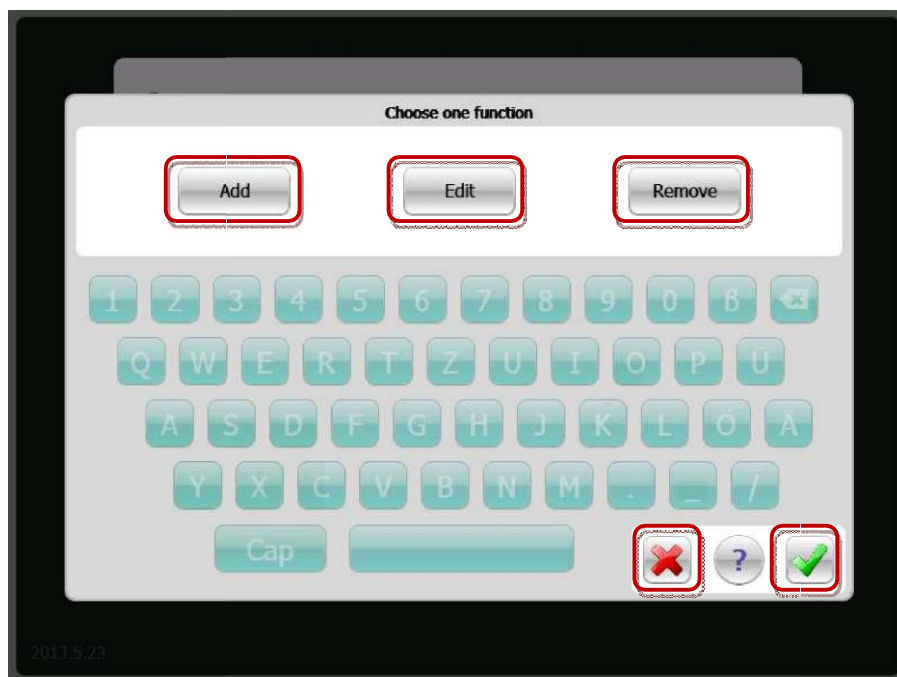 Choose one function
Add Edit Remove
1 2 3 4 5 6 7 8 9 0 ß
Q W E R T Z U I O P Ü
A S D F G H J K L Ö Ä
Y X C V B N M . _ /
Cap
?
2013.5.23